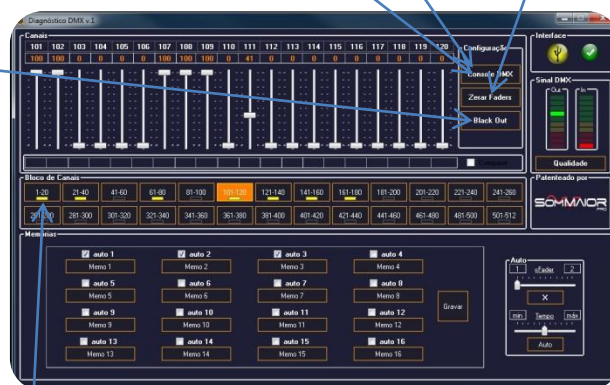 Diagnóstico DMX v.1
Canais
Interface
101 102 103 104 105 106 107 108 109 110 111 112 113 114 115 116 117 118 119 120
Configuração
100 100 0 0 0 0 100 100 100 0 41 0 0 0 0 0 0 0 0 0
Console DMX
Sinal DMX
Out In
Zerar Faders
Black Out
Qualidade
Bloco de Canais
Patenteado por
1-20 21-40 41-60 61-80 81-100 101-120 121-140 141-160 161-180 181-200 201-220 221-240 241-260
SOMMAIOR
PRO
261-280 281-300 301-320 321-340 341-360 361-380 381-400 401-420 421-440 441-460 461-480 481-500 501-512
Memórias
auto 1 auto 2 auto 3 auto 4
Memo 1 Memo 2 Memo 3 Memo 4
Auto
1 xFader 2
auto 5 auto 6 auto 7 auto 8
Memo 5 Memo 6 Memo 7 Memo 8
X
Gravar
auto 9 auto 10 auto 11 auto 12
min Tempo máx
Memo 9 Memo 10 Memo 11 Memo 12
auto 13 auto 14 auto 15 auto 16
Auto
Memo 13 Memo 14 Memo 15 Memo 16